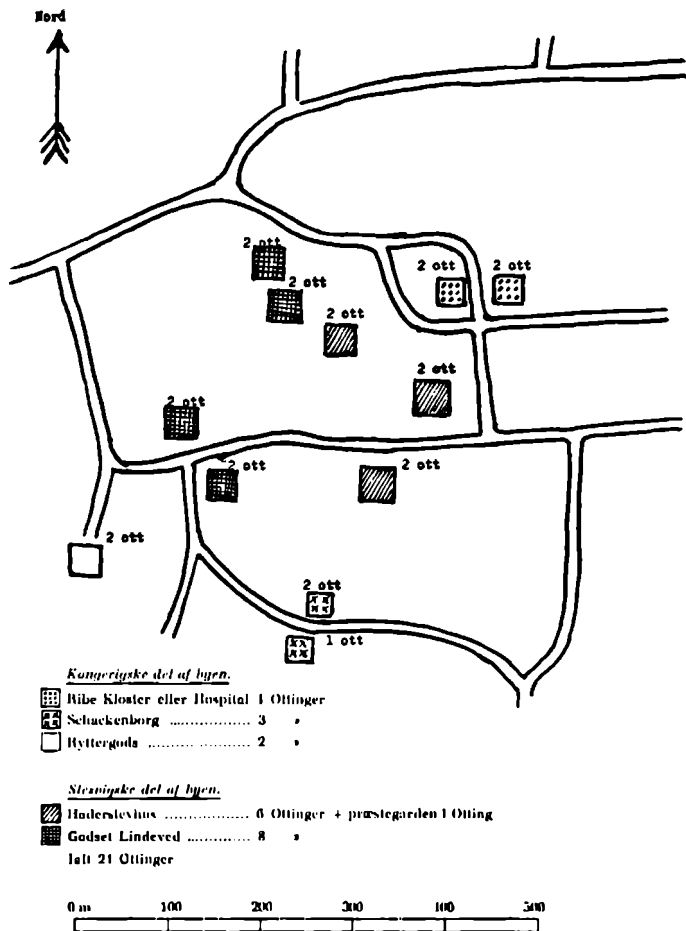 Nord
2 ott
2 ott
2 ott
2 ott
2 ott
2 ott
2 ott
2 ott
2 ott
2 ott
2 ott
1 ott
Kongerigske del af byen.
Ribe Kloster eller Hospital 4 Ottinger
Schackenborg .................. 3 "
Ryttergods ....................... 2 "
Slesvigske del af byen.
Haderslevhus .................. 6 Ottinger + præstegarden 1 Otting
Godset Lindeved ............. 8 "
Ialt 24 Ottinger
0 m 100 200 300 400 500